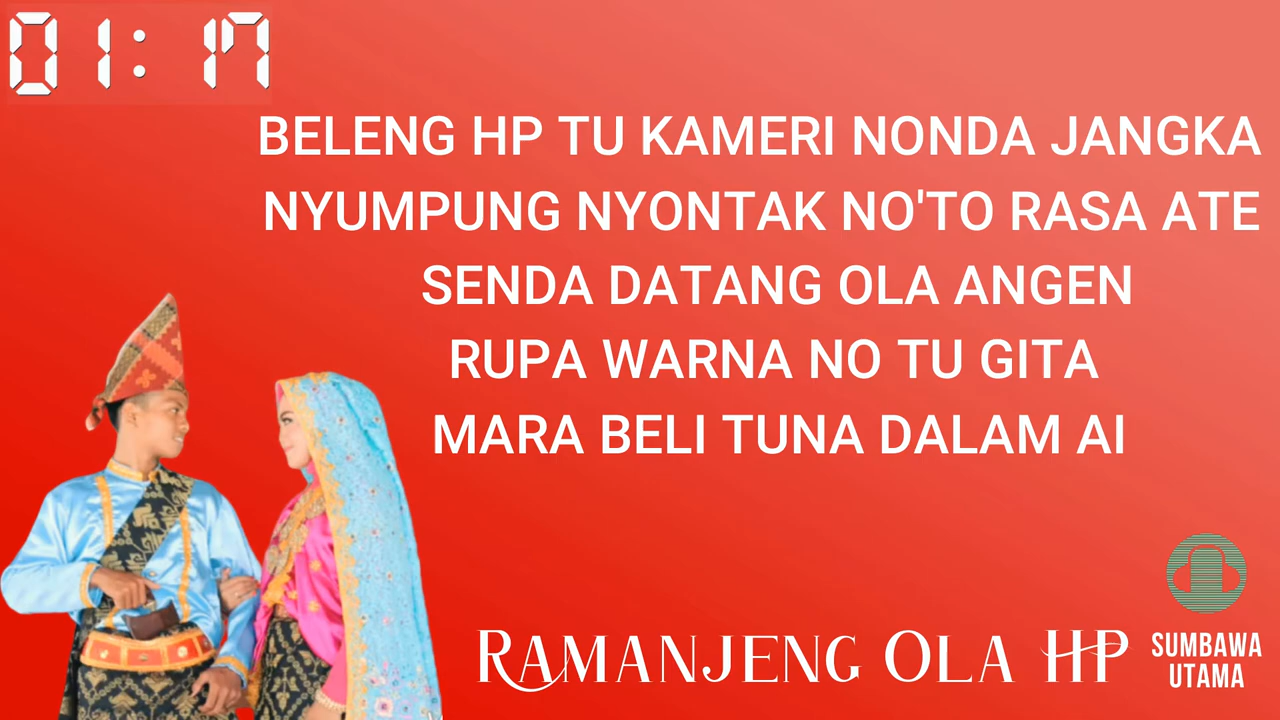 01:17
BELENG HP TU KAMERI NONDA JANGKA
NYUMPUNG NYONTAK NO'TO RASA ATE
SENDA DATANG OLA ANGEN
RUPA WARNA NO TU GITA
MARA BELI TUNA DALAM AI
RAMANJENG OLA HP
SUMBAWA
UTAMA